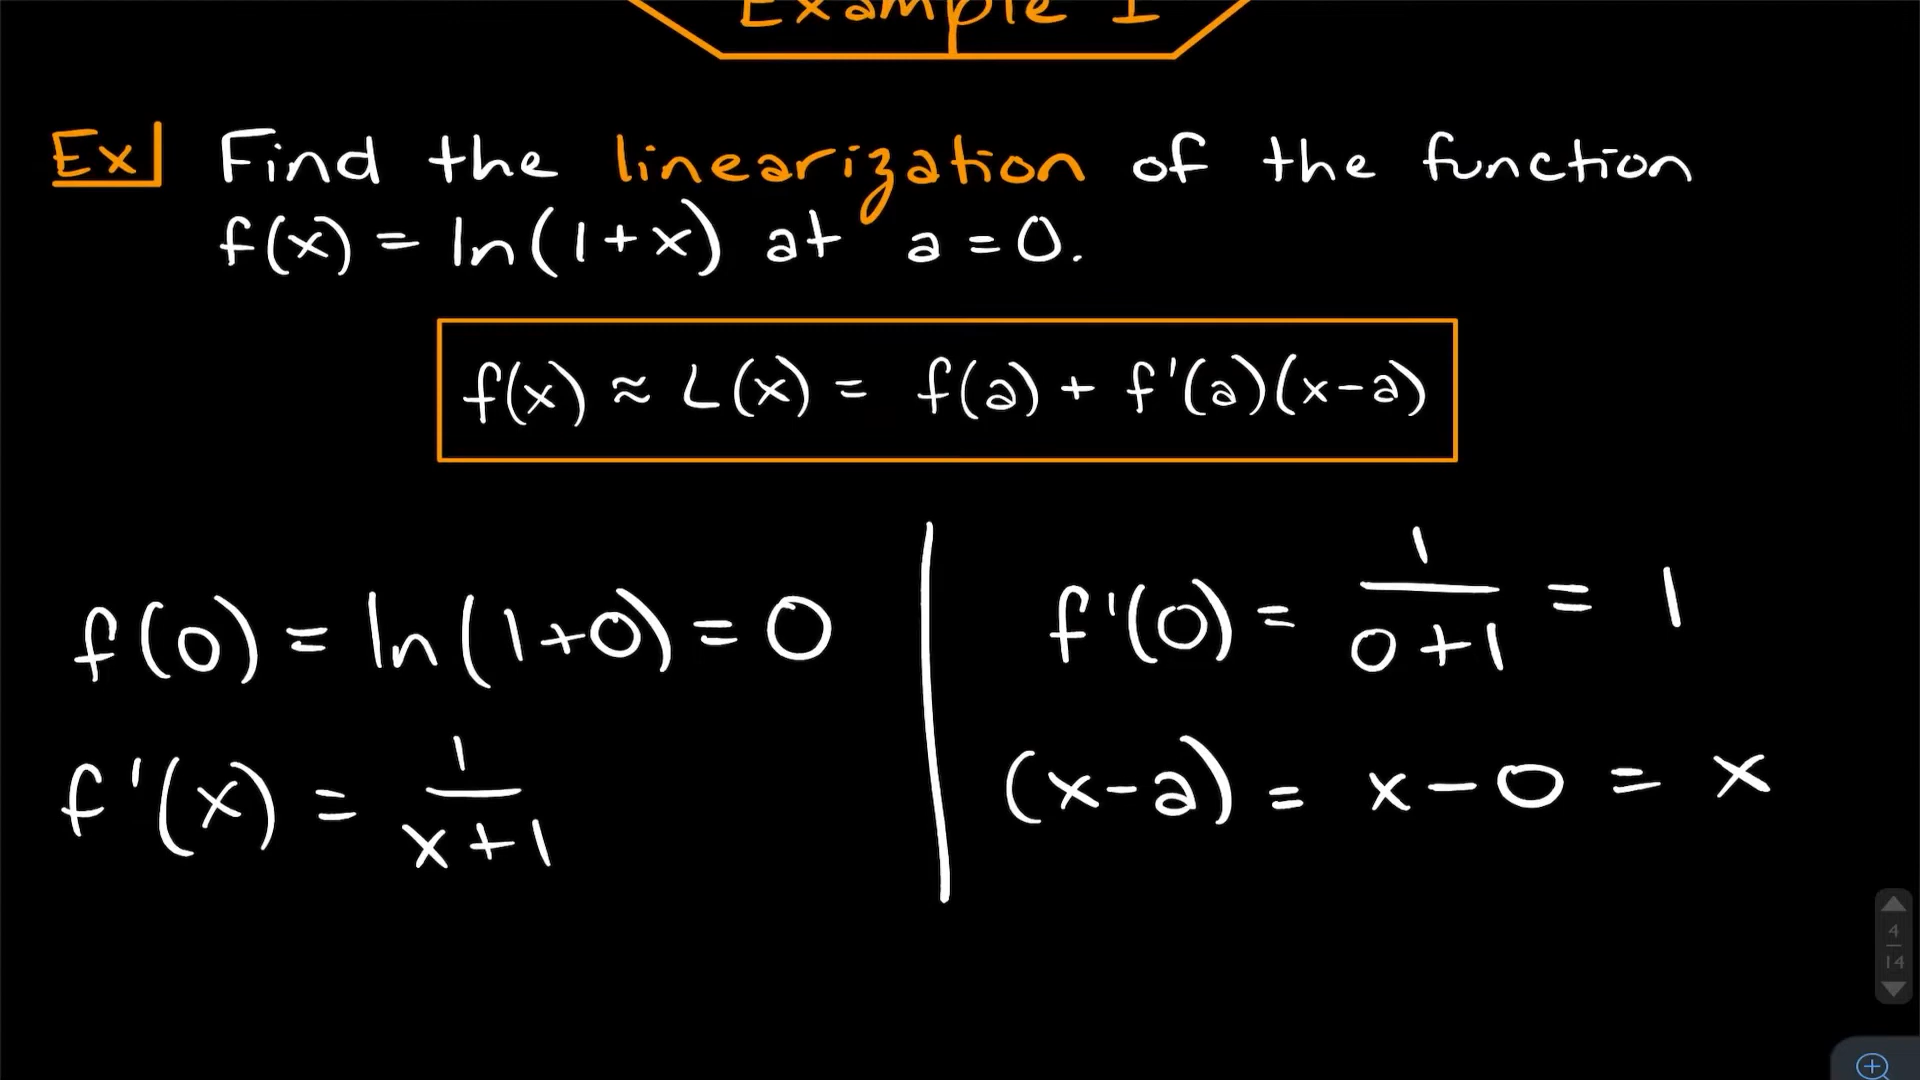 Example 1
Ex Find the linearization of the function
f(x) = ln(1+x) at a = 0.
f(x) ≈ L(x) = f(a) + f'(a)(x-a)
f(0) = ln(1+0) = 0
f'(x) = 1/(x+1)
f'(0) = 1/(0+1) = 1
(x-a) = x-0 = x
4
14